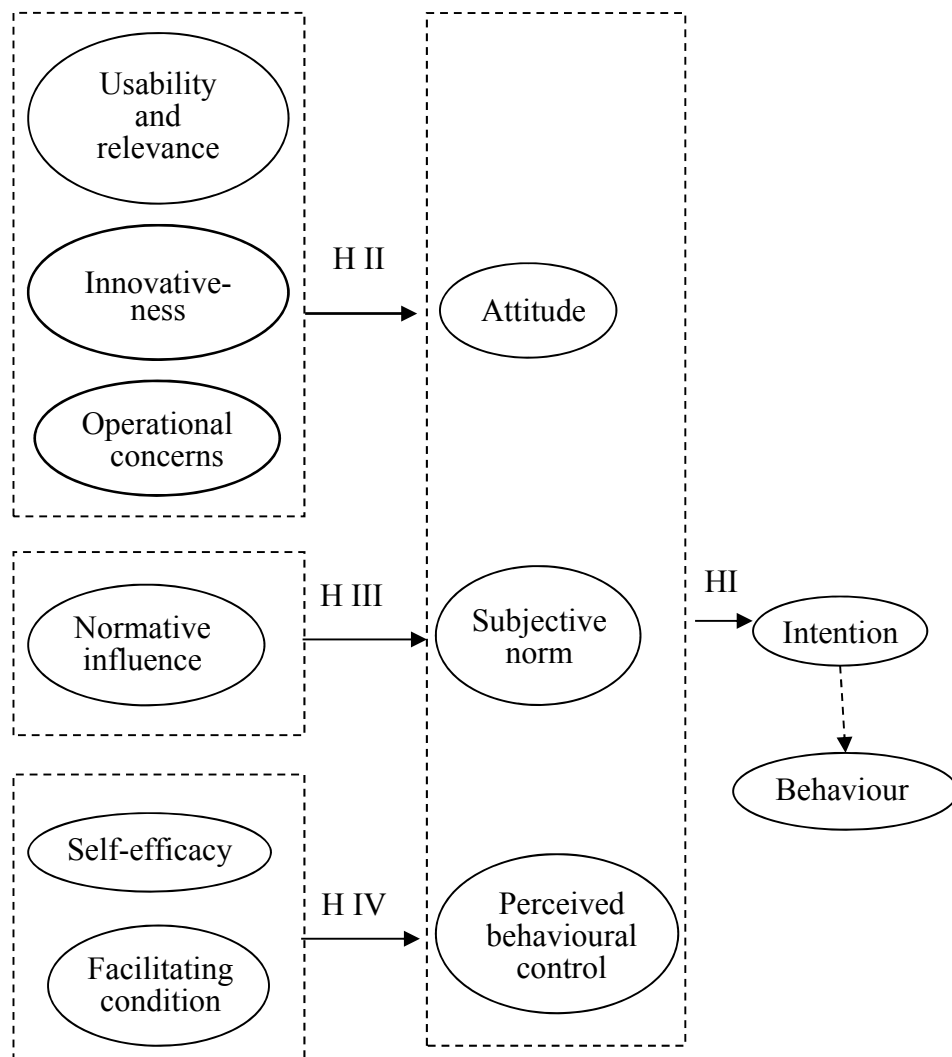 Usability
and
relevance
Innovative-
ness
Operational
concerns
H II
Attitude
Normative
influence
H III
Subjective
norm
HI
Intention
Behaviour
Self-efficacy
Facilitating
condition
H IV
Perceived
behavioural
control